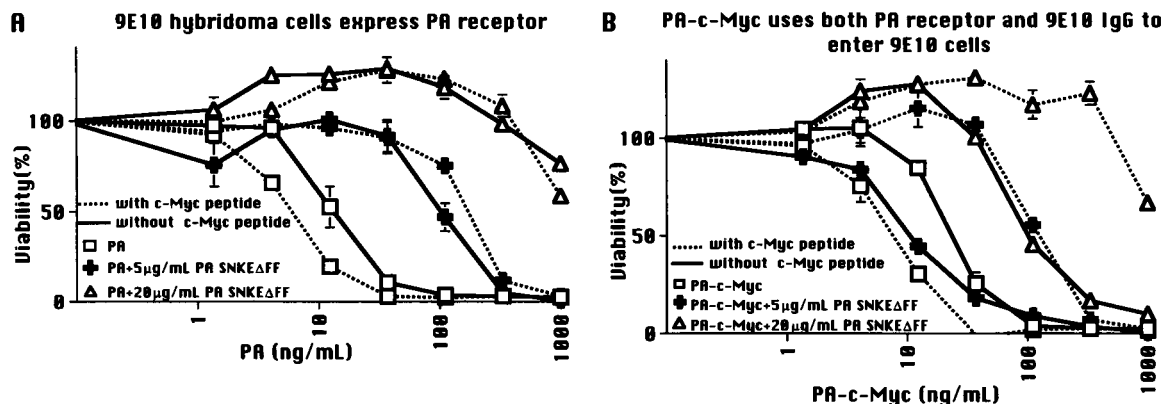 A
9E10 hybridoma cells express PA receptor
Viability(%)
100
50
0
with c-Myc peptide
without c-Myc peptide
PA
PA+5µg/mL PA SNKEΔFF
PA+20µg/mL PA SNKEΔFF
1
10
100
1000
PA (ng/mL)
B
PA-c-Myc uses both PA receptor and 9E10 IgG to
enter 9E10 cells
Viability(%)
100
50
0
with c-Myc peptide
without c-Myc peptide
PA-c-Myc
PA-c-Myc+5µg/mL PA SNKEΔFF
PA-c-Myc+20µg/mL PA SNKEΔFF
1
10
100
1000
PA-c-Myc (ng/mL)